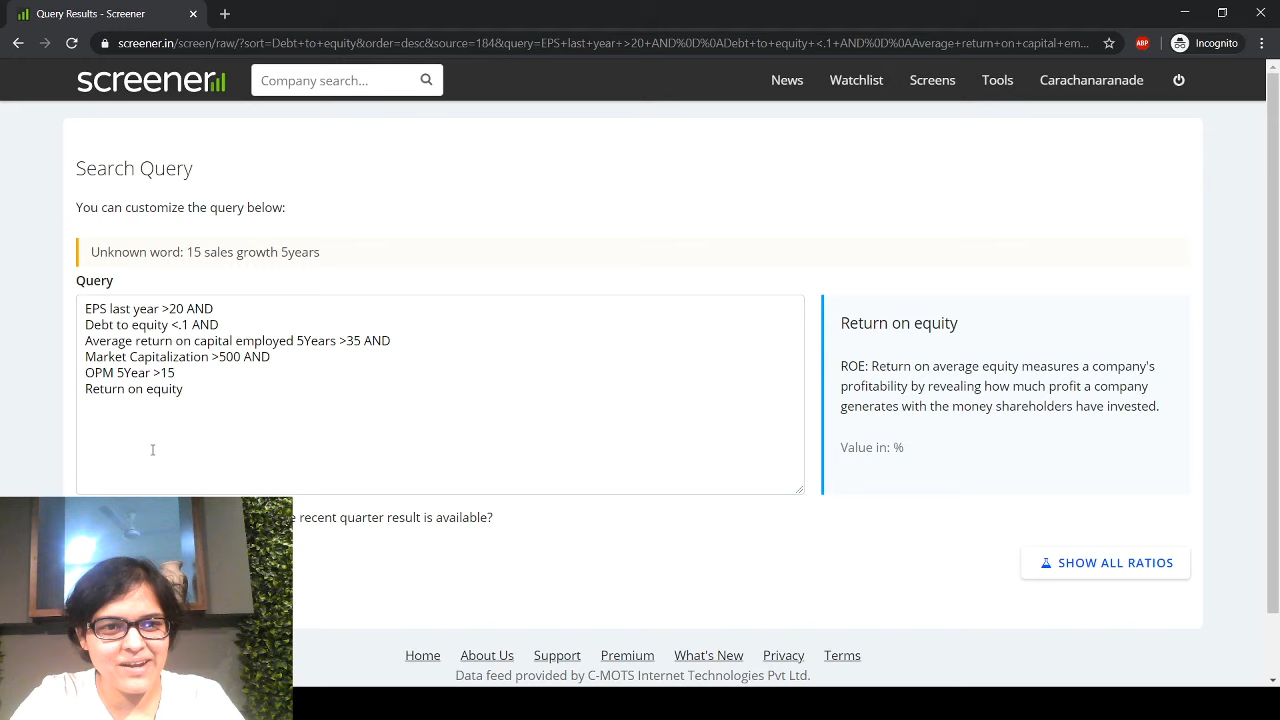 Query Results - Screener
screener.in/screen/raw/?sort=Debt+to+equity&order=desc&source=184&query=EPS+last+year+>20+AND%0D%0ADebt+to+equity+<.1+AND%0D%0AAverage+return+on+capital+em...
ABP
Incognito
screener
Company search...
News
Watchlist
Screens
Tools
Carachanaranade
Search Query
You can customize the query below:
Unknown word: 15 sales growth 5years
Query
EPS last year >20 AND
Debt to equity <.1 AND
Average return on capital employed 5Years >35 AND
Market Capitalization >500 AND
OPM 5Year >15
Return on equity
Return on equity
ROE: Return on average equity measures a company's
profitability by revealing how much profit a company
generates with the money shareholders have invested.
Value in: %
recent quarter result is available?
SHOW ALL RATIOS
Home
About Us
Support
Premium
What's New
Privacy
Terms
Data feed provided by C-MOTS Internet Technologies Pvt Ltd.